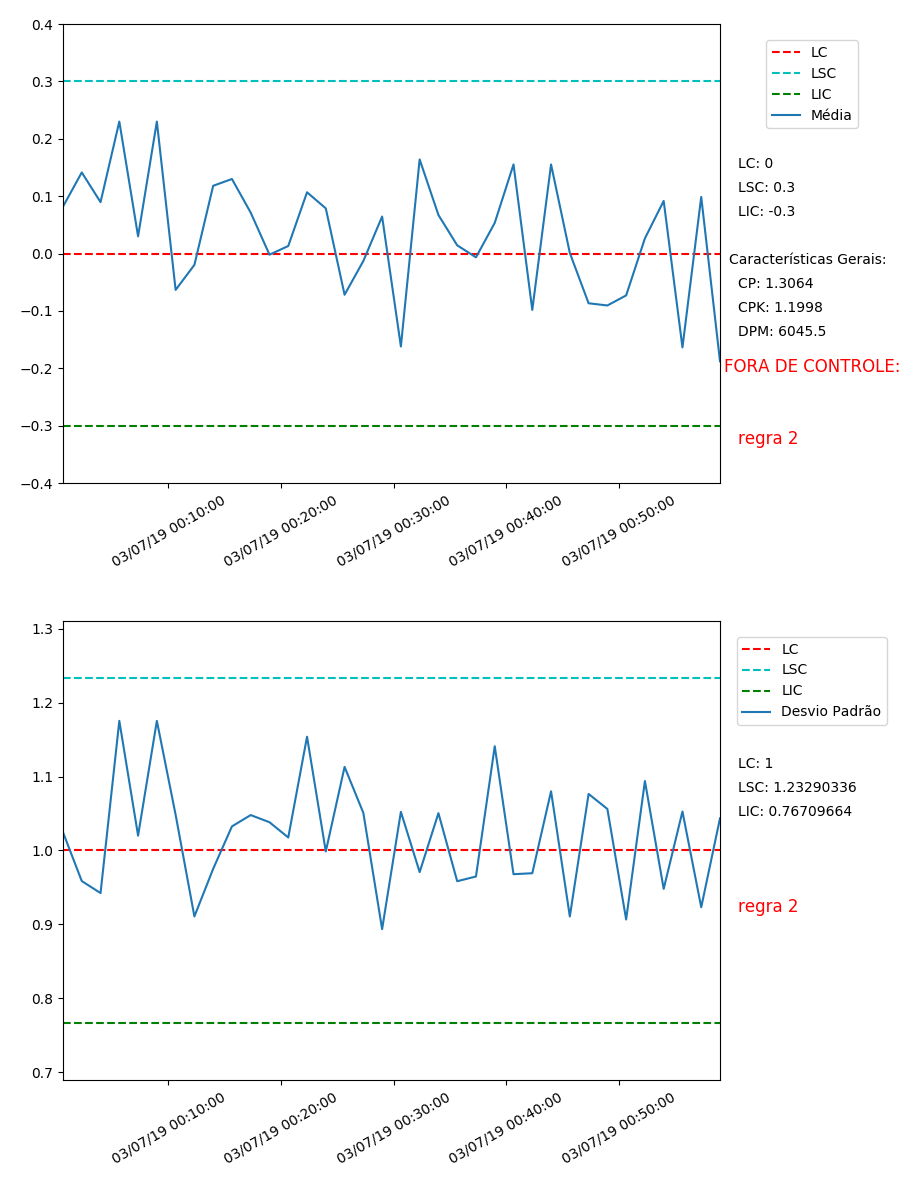 0.4
0.3
0.2
0.1
0.0
−0.1
−0.2
−0.3
−0.4
03/07/19 00:10:00
03/07/19 00:20:00
03/07/19 00:30:00
03/07/19 00:40:00
03/07/19 00:50:00
LC
LSC
LIC
Média
LC: 0
LSC: 0.3
LIC: -0.3
Características Gerais:
CP: 1.3064
CPK: 1.1998
DPM: 6045.5
FORA DE CONTROLE:
regra 2
1.3
1.2
1.1
1.0
0.9
0.8
0.7
03/07/19 00:10:00
03/07/19 00:20:00
03/07/19 00:30:00
03/07/19 00:40:00
03/07/19 00:50:00
LC
LSC
LIC
Desvio Padrão
LC: 1
LSC: 1.23290336
LIC: 0.76709664
regra 2